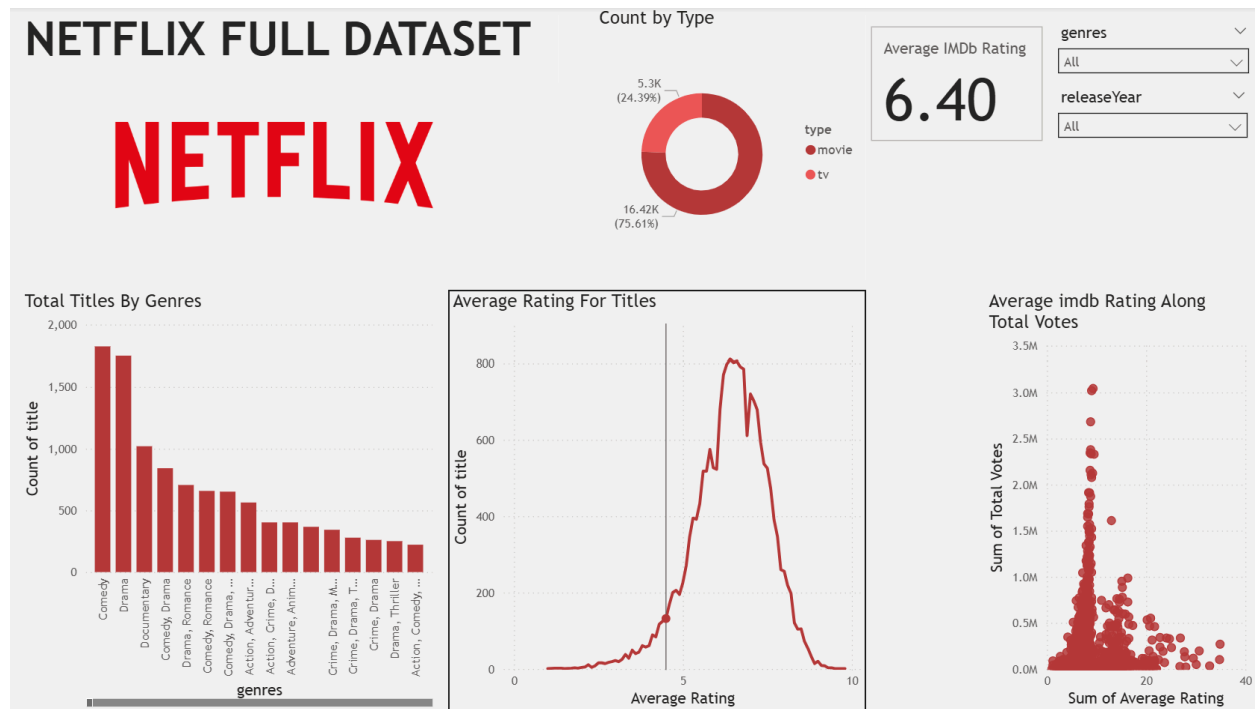 NETFLIX FULL DATASET
NETFLIX
Count by Type
5.3K
(24.39%)
16.42K
(75.61%)
type
movie
tv
Average IMDb Rating
6.40
genres
All
releaseYear
All
Total Titles By Genres
Count of title
2,000
1,500
1,000
500
0
Comedy
Drama
Documentary
Comedy, Drama
Drama, Romance
Comedy, Romance
Comedy, Drama, ...
Action, Adventur...
Action, Crime, D...
Adventure, Anim...
Crime, Drama, M...
Crime, Drama, T...
Crime, Drama
Drama, Thriller
Action, Comedy, ...
genres
Average Rating For Titles
Count of title
800
600
400
200
0
0
5
10
Average Rating
Average imdb Rating Along
Total Votes
Sum of Total Votes
3.5M
3.0M
2.5M
2.0M
1.5M
1.0M
0.5M
0.0M
0
20
40
Sum of Average Rating